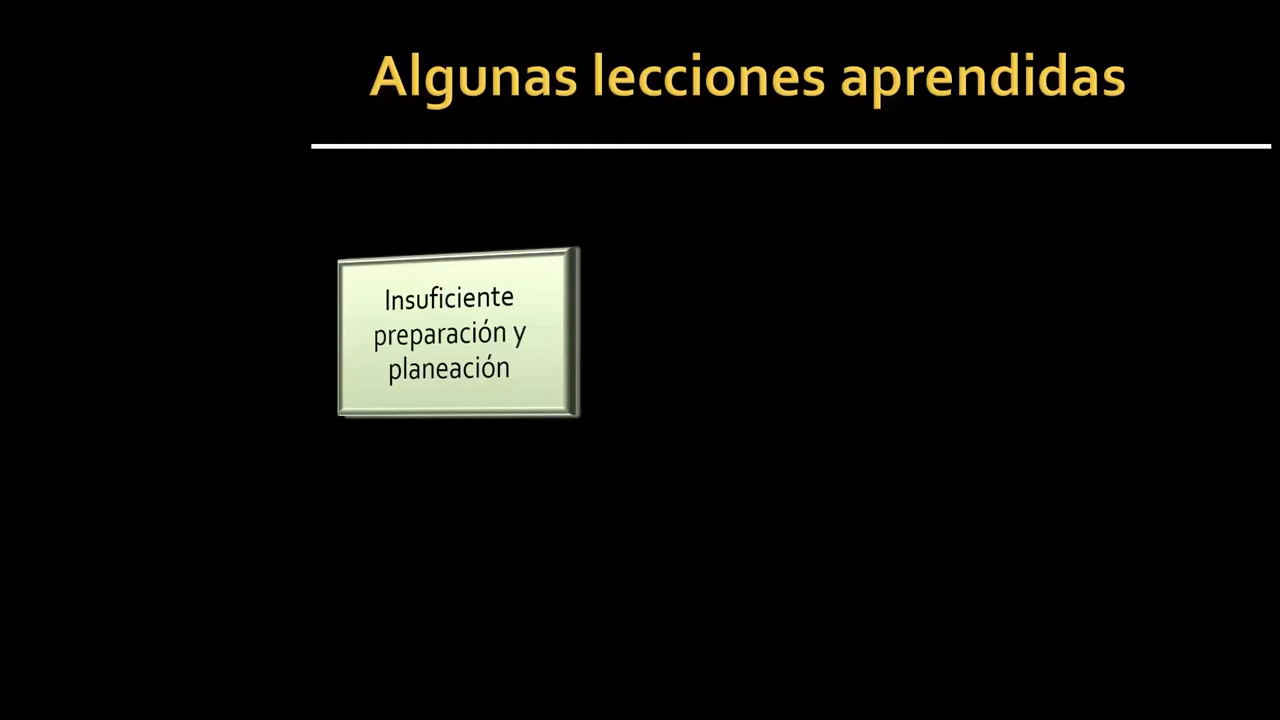 Algunas lecciones aprendidas
Insuficiente
preparación y
planeación